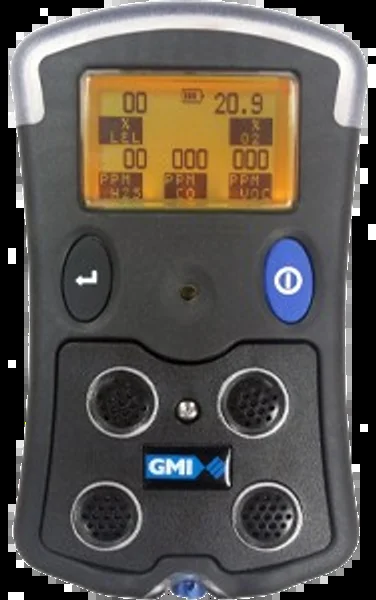 00 20.9
% %
LEL O2
00 000 000
PPM PPM PPM
H2S CO VOC
GMI